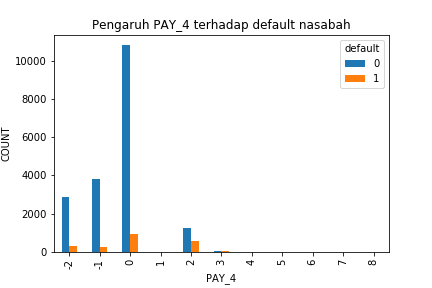 Pengaruh PAY_4 terhadap default nasabah
default
0
1
10000
8000
6000
4000
2000
0
COUNT
-2 -1 0 1 2 3 4 5 6 7 8
PAY_4